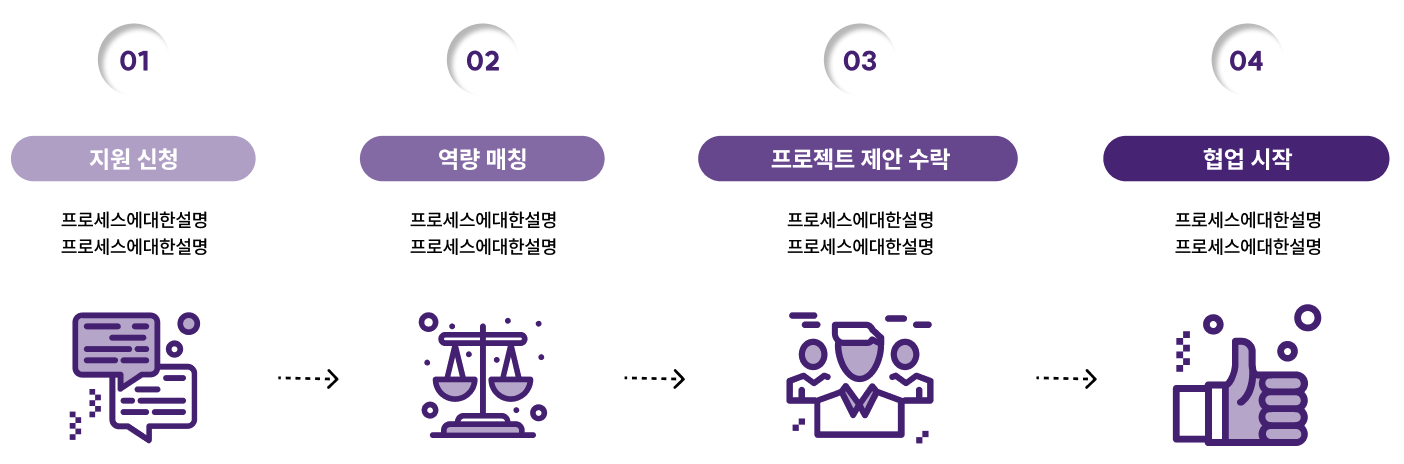 01
02
03
04
지원 신청
역량 매칭
프로젝트 제안 수락
협업 시작
프로세스에대한설명
프로세스에대한설명
프로세스에대한설명
프로세스에대한설명
프로세스에대한설명
프로세스에대한설명
프로세스에대한설명
프로세스에대한설명